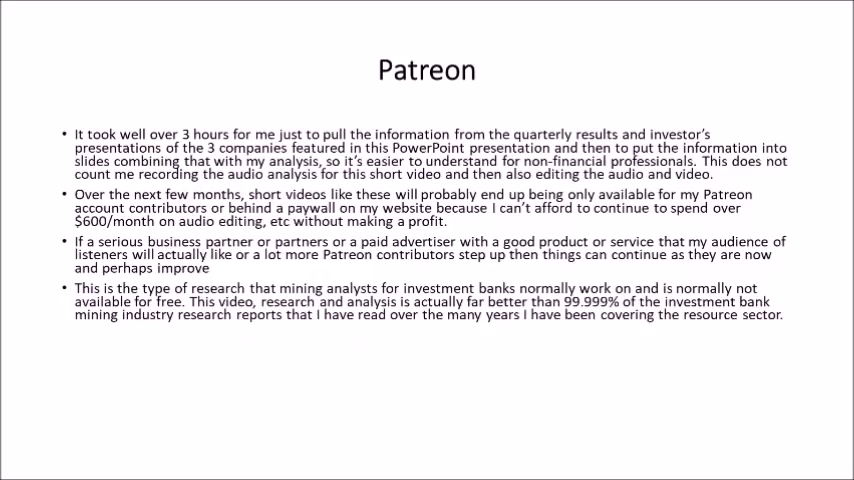 Patreon
• It took well over 3 hours for me just to pull the information from the quarterly results and investor's
presentations of the 3 companies featured in this PowerPoint presentation and then to put the information into
slides combining that with my analysis, so it's easier to understand for non-financial professionals. This does not
count me recording the audio analysis for this short video and then also editing the audio and video.
• Over the next few months, short videos like these will probably end up being only available for my Patreon
account contributors or behind a paywall on my website because I can't afford to continue to spend over
$600/month on audio editing, etc without making a profit.
• If a serious business partner or partners or a paid advertiser with a good product or service that my audience of
listeners will actually like or a lot more Patreon contributors step up then things can continue as they are now
and perhaps improve
• This is the type of research that mining analysts for investment banks normally work on and is normally not
available for free. This video, research and analysis is actually far better than 99.999% of the investment bank
mining industry research reports that I have read over the many years I have been covering the resource sector.